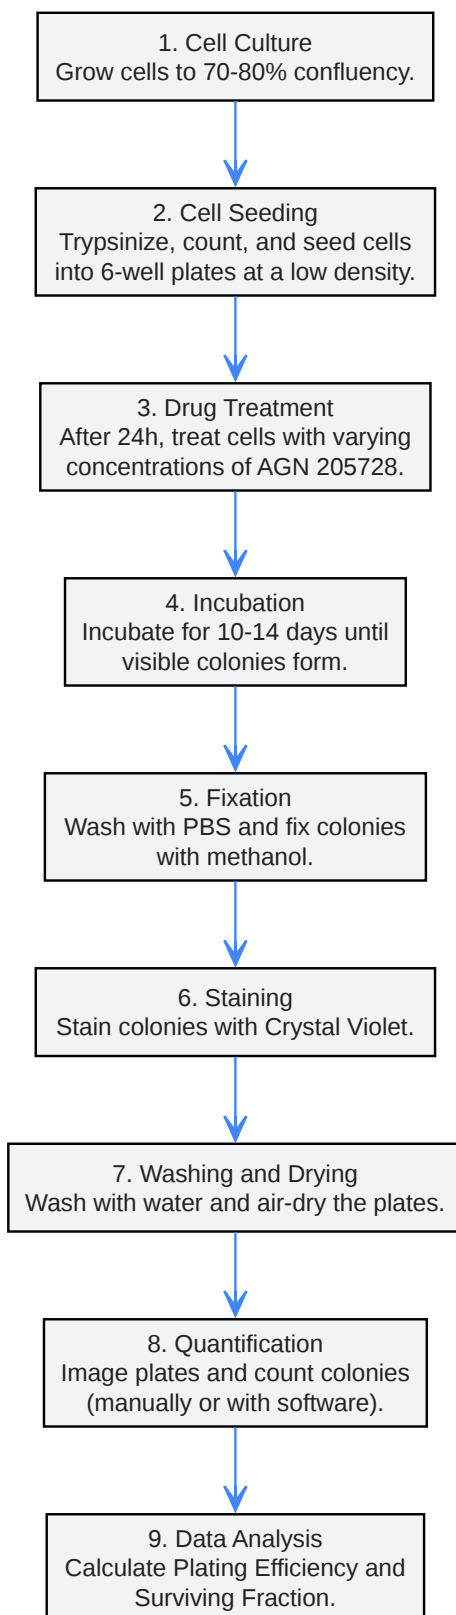 1. Cell Culture
Grow cells to 70-80% confluency.
2. Cell Seeding
Trypsinize, count, and seed cells
into 6-well plates at a low density.
3. Drug Treatment
After 24h, treat cells with varying
concentrations of AGN 205728.
4. Incubation
Incubate for 10-14 days until
visible colonies form.
5. Fixation
Wash with PBS and fix colonies
with methanol.
6. Staining
Stain colonies with Crystal Violet.
7. Washing and Drying
Wash with water and air-dry the plates.
8. Quantification
Image plates and count colonies
(manually or with software).
9. Data Analysis
Calculate Plating Efficiency and
Surviving Fraction.